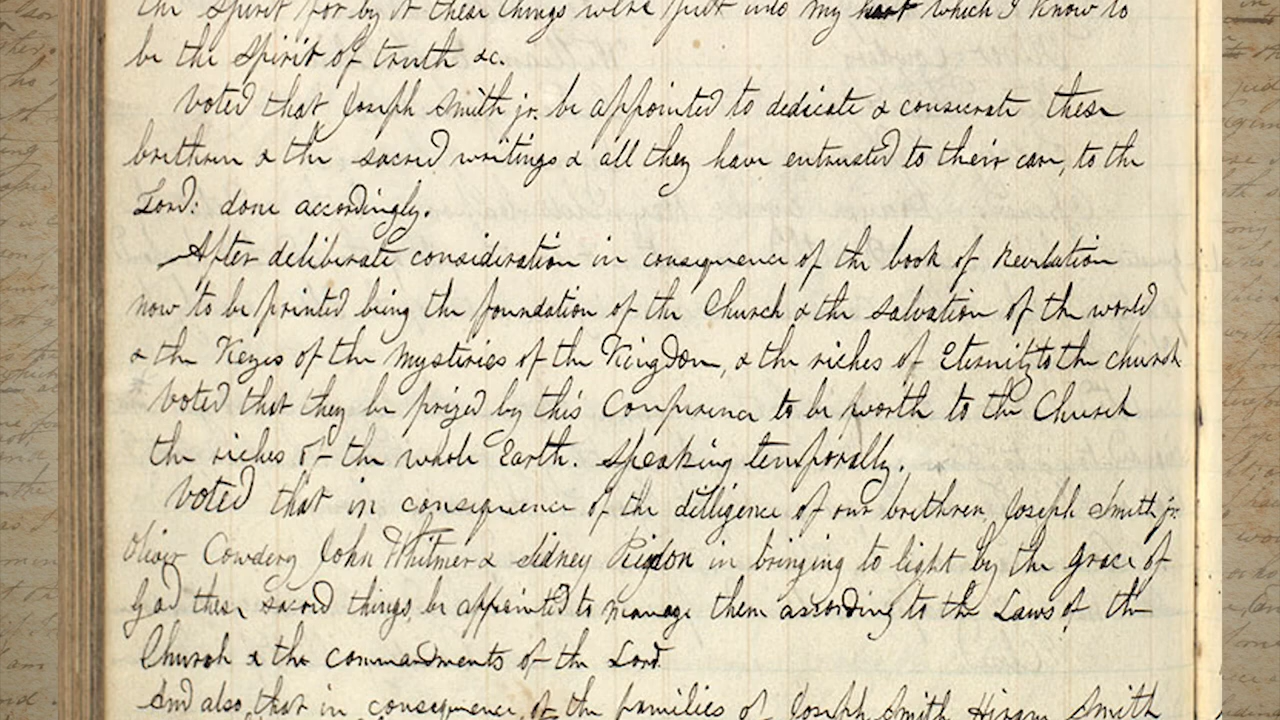 the Spirit for by it these things were put into my heart which I know to
be the Spirit of truth &c.
Voted that Joseph Smith jr. be appointed to dedicate & consecrate these
brethren & the sacred writings & all they have entrusted to their care, to the
Lord: done accordingly.
After deliberate consideration in consequence of the book of Revelation
now to be printed being the foundation of the Church & the salvation of the world
& the Keyes of the mysteries of the Kingdom, & the riches of Eternity to the church
Voted that they be prized by this Conference to be worth to the Church
the riches of the whole Earth. speaking temporally.
Voted that in consequence of the dilligence of our brethren, Joseph Smith jr.
Oliver Cowdery John Whitmer & Sidney Rigdon in bringing to light by the grace of
God these sacred things, be appointed to manage them according to the Laws of the
Church & the commandments of the Lord.
And also, that in consequence, of the families of Joseph Smith Hiram Smith